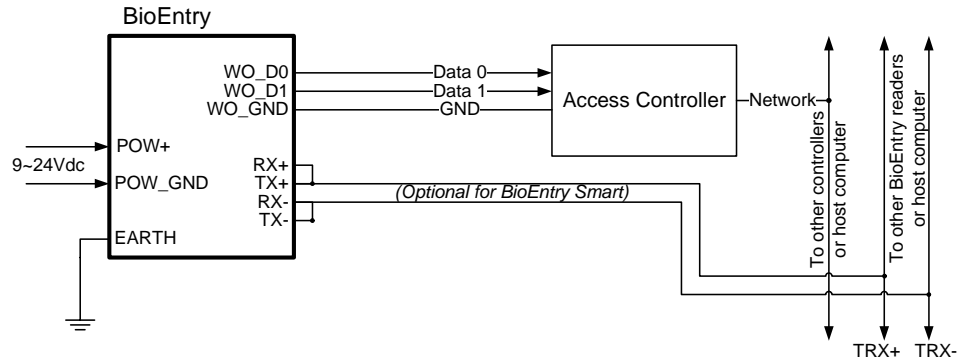 BioEntry
WO_D0
WO_D1
WO_GND
Data 0
Data 1
GND
Access Controller
Network
POW+
9~24Vdc
POW_GND
EARTH
RX+
TX+
RX-
TX-
(Optional for BioEntry Smart)
To other controllers
or host computer
To other BioEntry readers
or host computer
TRX+
TRX-